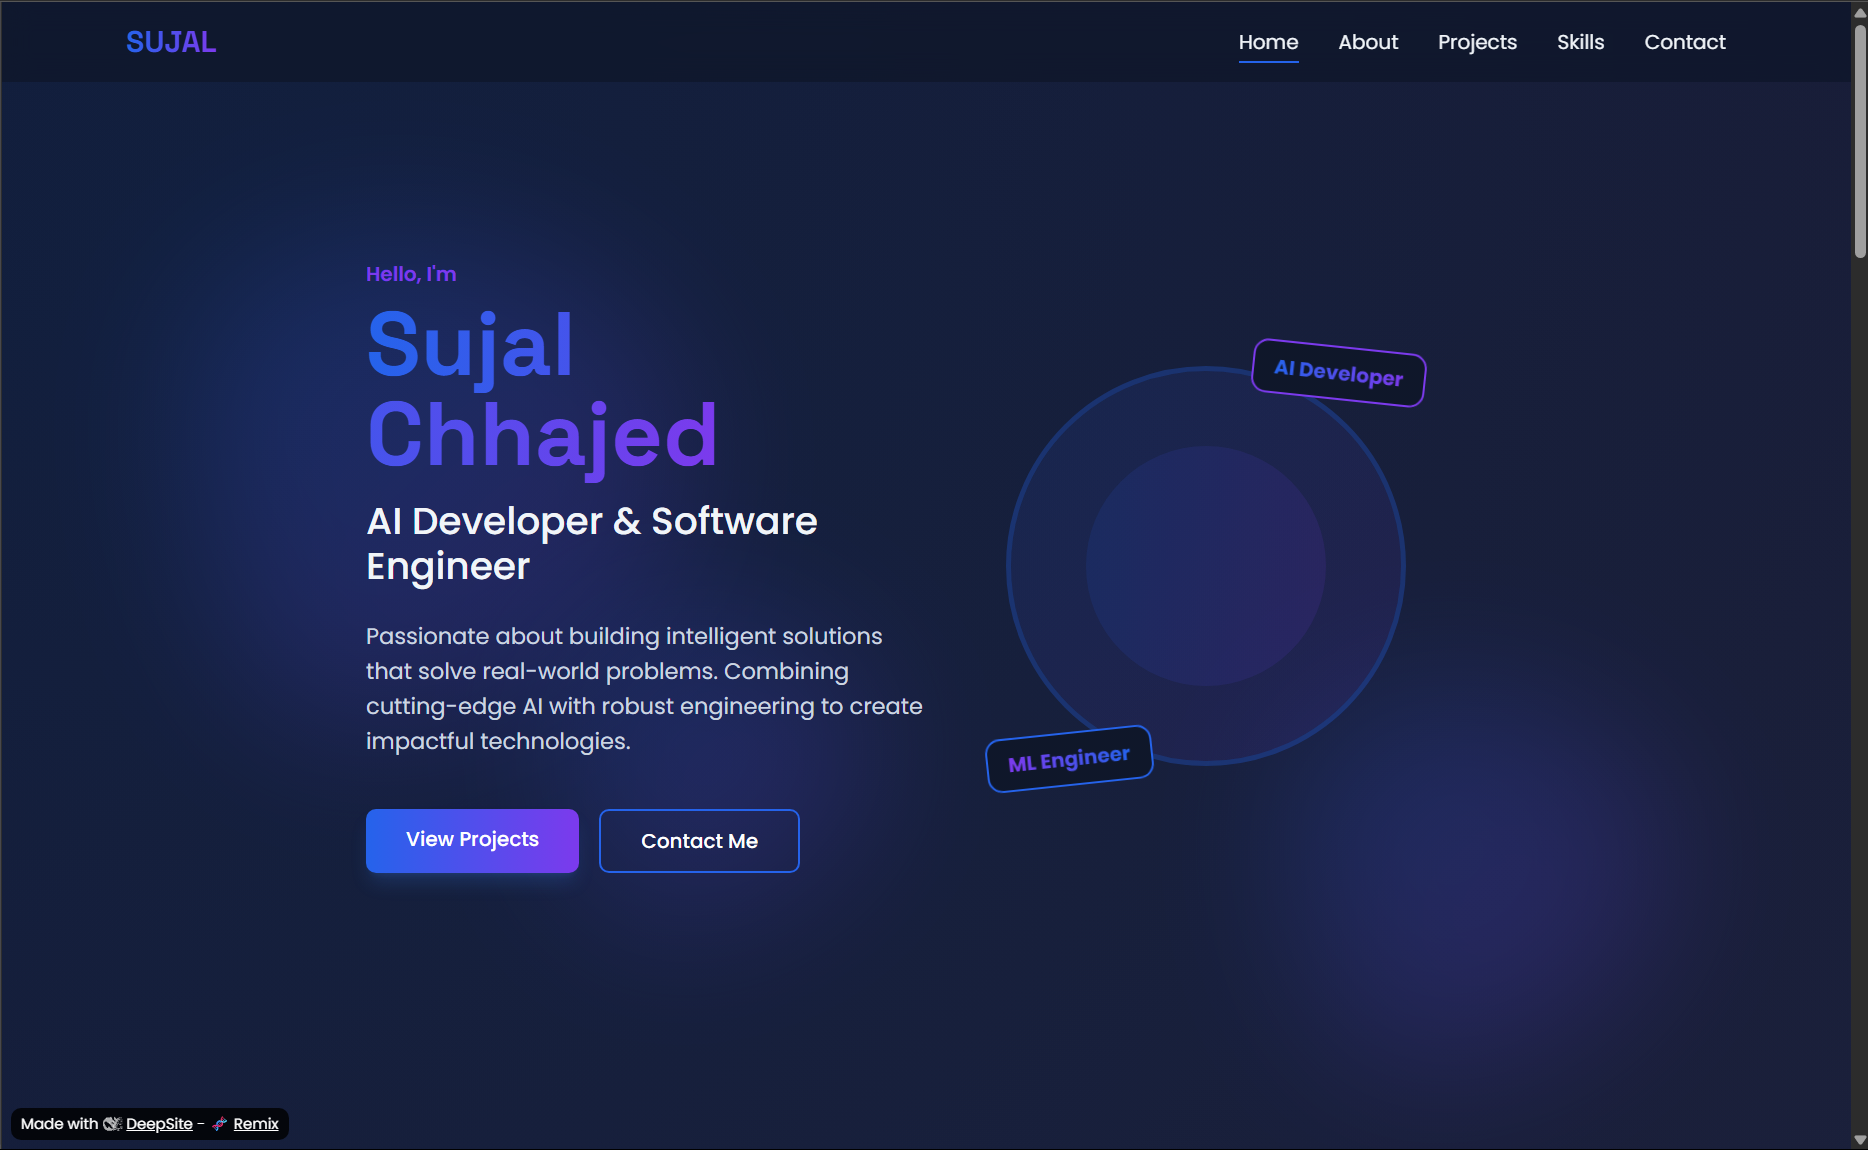 SUJAL
Home About Projects Skills Contact
Hello, I'm
Sujal
Chhajed
AI Developer & Software
Engineer
Passionate about building intelligent solutions
that solve real-world problems. Combining
cutting-edge AI with robust engineering to create
impactful technologies.
View Projects
Contact Me
AI Developer
ML Engineer
Made with DeepSite - Remix